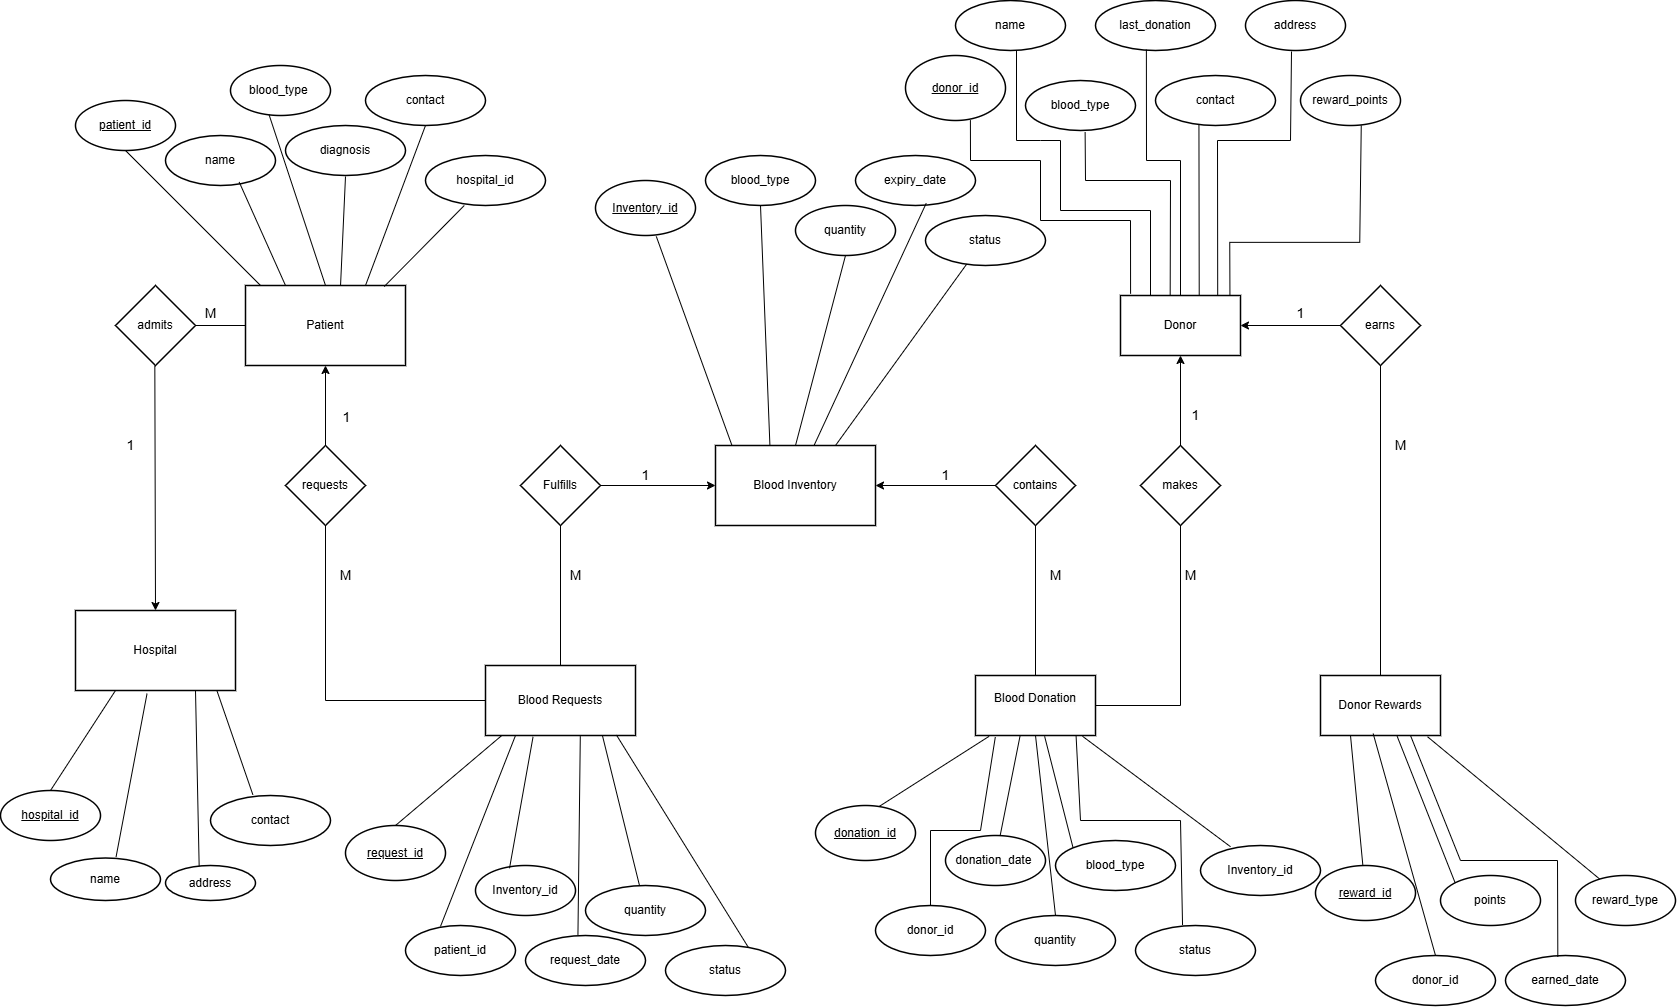 name
last_donation
address
donor_id
blood_type
contact
reward_points
blood_type
contact
patient_id
name
diagnosis
hospital_id
Inventory_id
blood_type
expiry_date
quantity
status
admits
M
Patient
Donor
1
earns
1
1
1
M
requests
Fulfills
1
Blood Inventory
1
contains
makes
M
M
M
M
Hospital
Blood Requests
Blood Donation
Donor Rewards
hospital_id
contact
name
address
request_id
Inventory_id
quantity
patient_id
request_date
status
donation_id
donation_date
blood_type
Inventory_id
donor_id
quantity
status
reward_id
points
reward_type
donor_id
earned_date